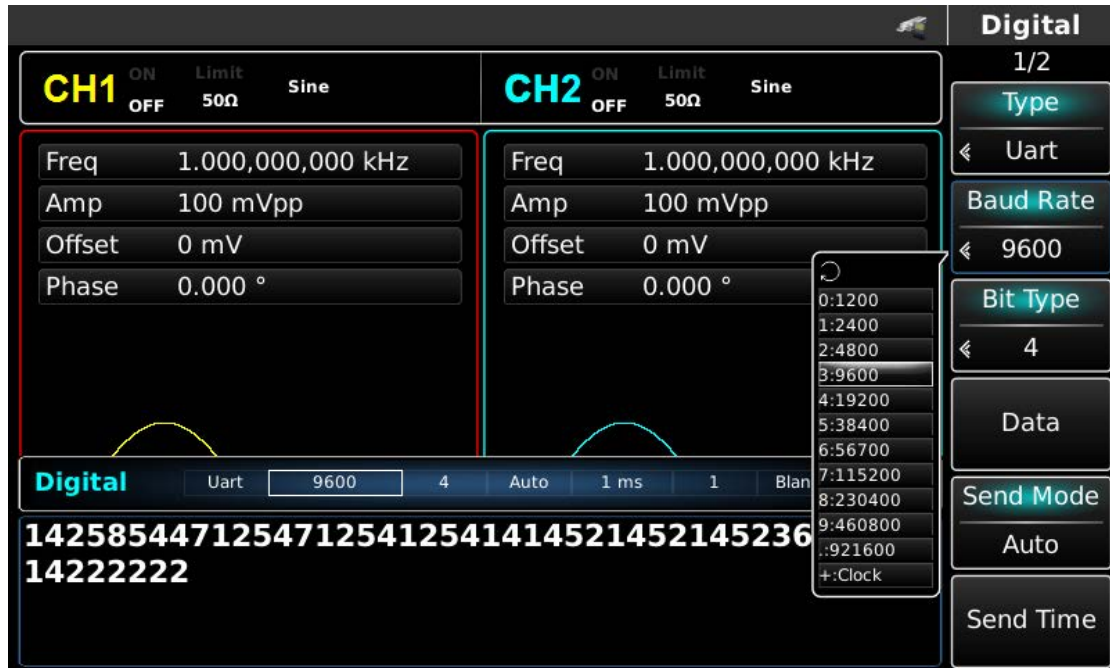 Digital
1/2
CH1 ON OFF Limit 50Ω Sine
CH2 ON OFF Limit 50Ω Sine
Freq 1.000,000,000 kHz
Amp 100 mVpp
Offset 0 mV
Phase 0.000 °
Freq 1.000,000,000 kHz
Amp 100 mVpp
Offset 0 mV
Phase 0.000 °
0:1200
1:2400
2:4800
3:9600
4:19200
5:38400
6:56700
7:115200
8:230400
9:460800
.:921600
+:Clock
Digital Uart 9600 4 Auto 1 ms 1 Blan
14258544712547125412541414521452145236
14222222
Type
Uart
Baud Rate
9600
Bit Type
4
Data
Send Mode
Auto
Send Time